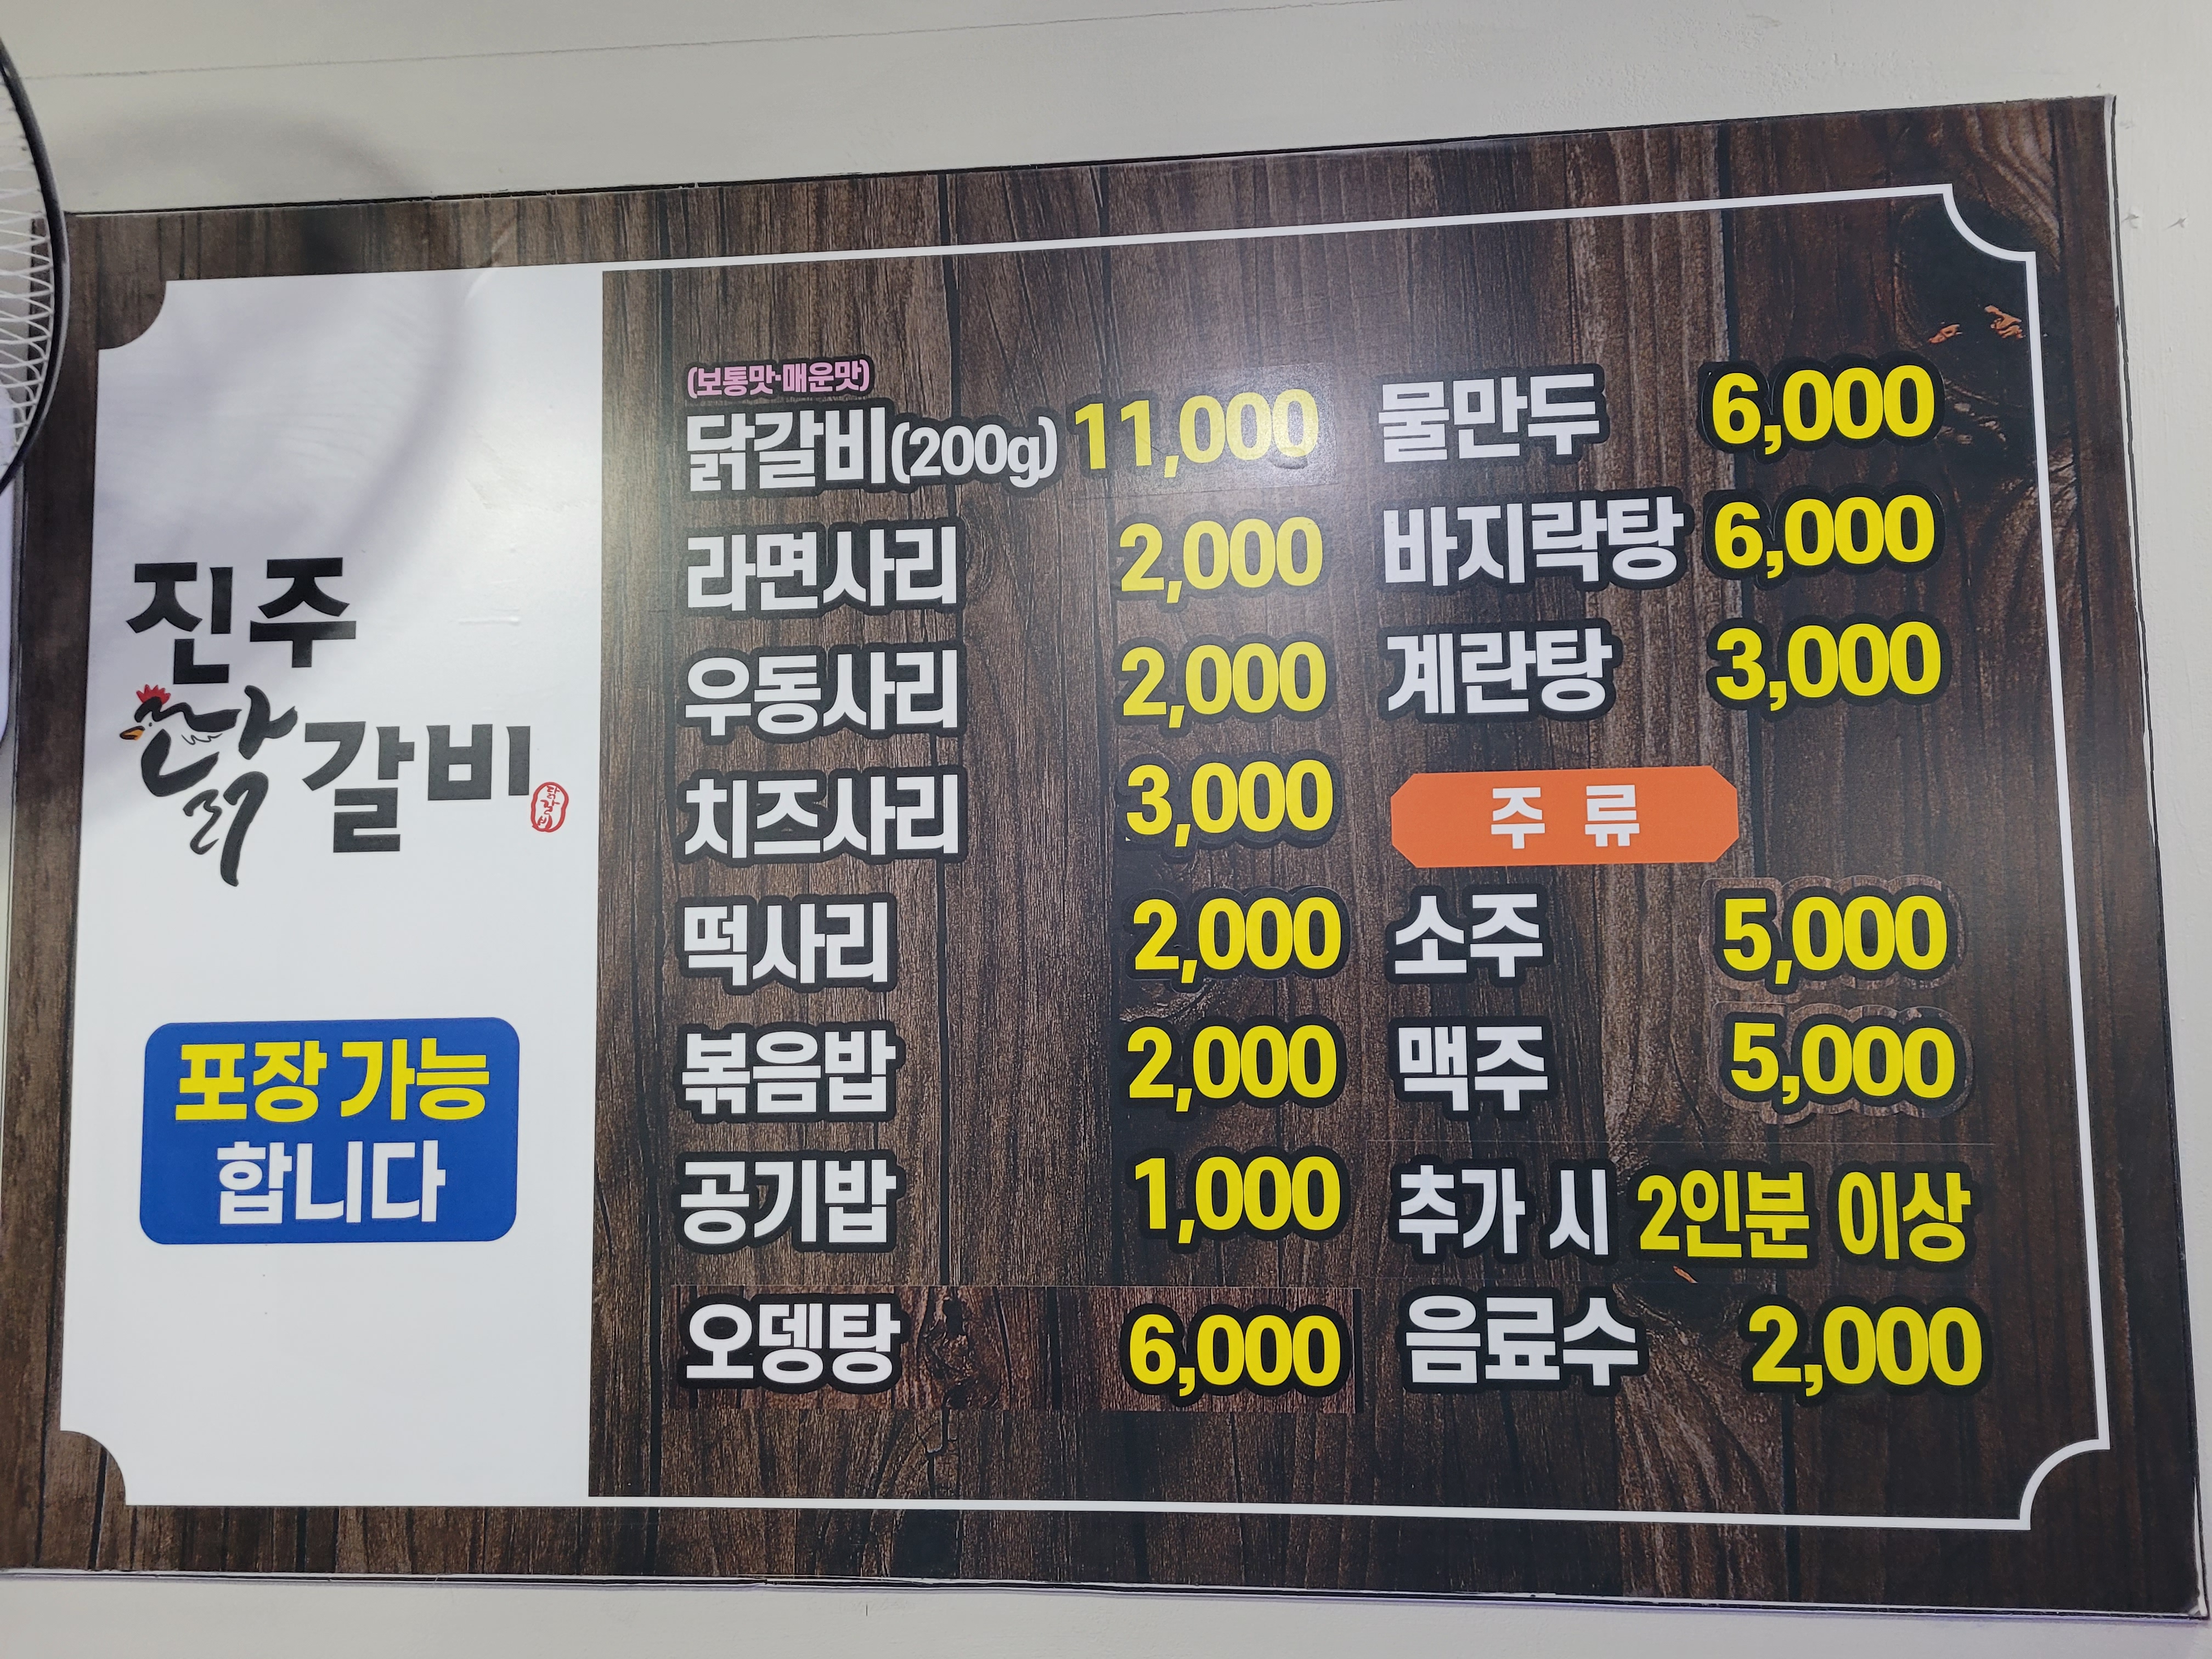 진주
닭갈비
닭갈비
포장 가능
합니다
(보통맛·매운맛)
닭갈비(200g) 11,000
라면사리 2,000
우동사리 2,000
치즈사리 3,000
떡사리 2,000
볶음밥 2,000
공기밥 1,000
오뎅탕 6,000
물만두 6,000
바지락탕 6,000
계란탕 3,000
주 류
소주 5,000
맥주 5,000
추가 시 2인분 이상
음료수 2,000